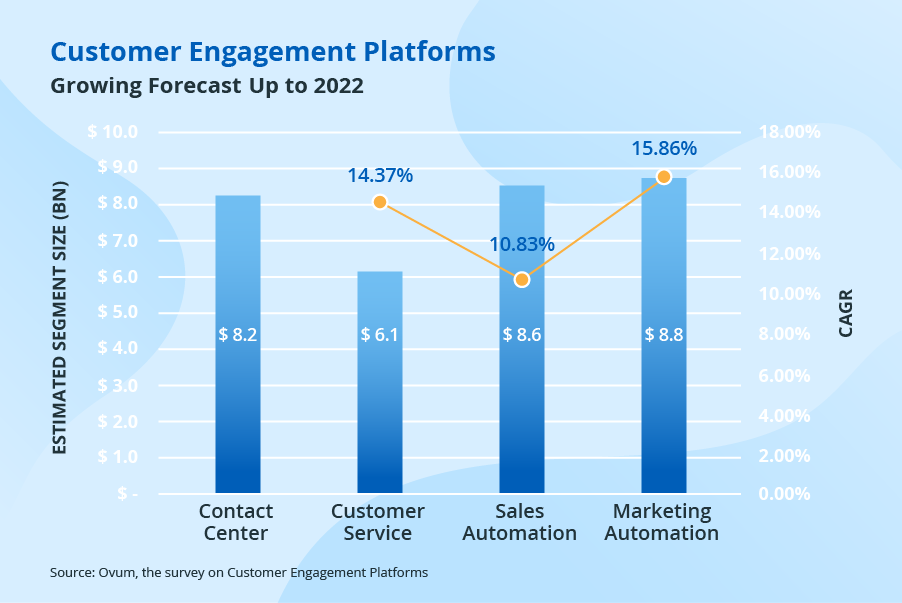 Customer Engagement Platforms
Growing Forecast Up to 2022
ESTIMATED SEGMENT SIZE (BN)
$ 10.0
$ 9.0
$ 8.0
$ 7.0
$ 6.0
$ 5.0
$ 4.0
$ 3.0
$ 2.0
$ 1.0
$ -
14.37%
10.83%
15.86%
$ 8.2
$ 6.1
$ 8.6
$ 8.8
18.00%
16.00%
14.00%
12.00%
10.00%
8.00%
6.00%
4.00%
2.00%
0.00%
CAGR
Contact
Center
Customer
Service
Sales
Automation
Marketing
Automation
Source: Ovum, the survey on Customer Engagement Platforms